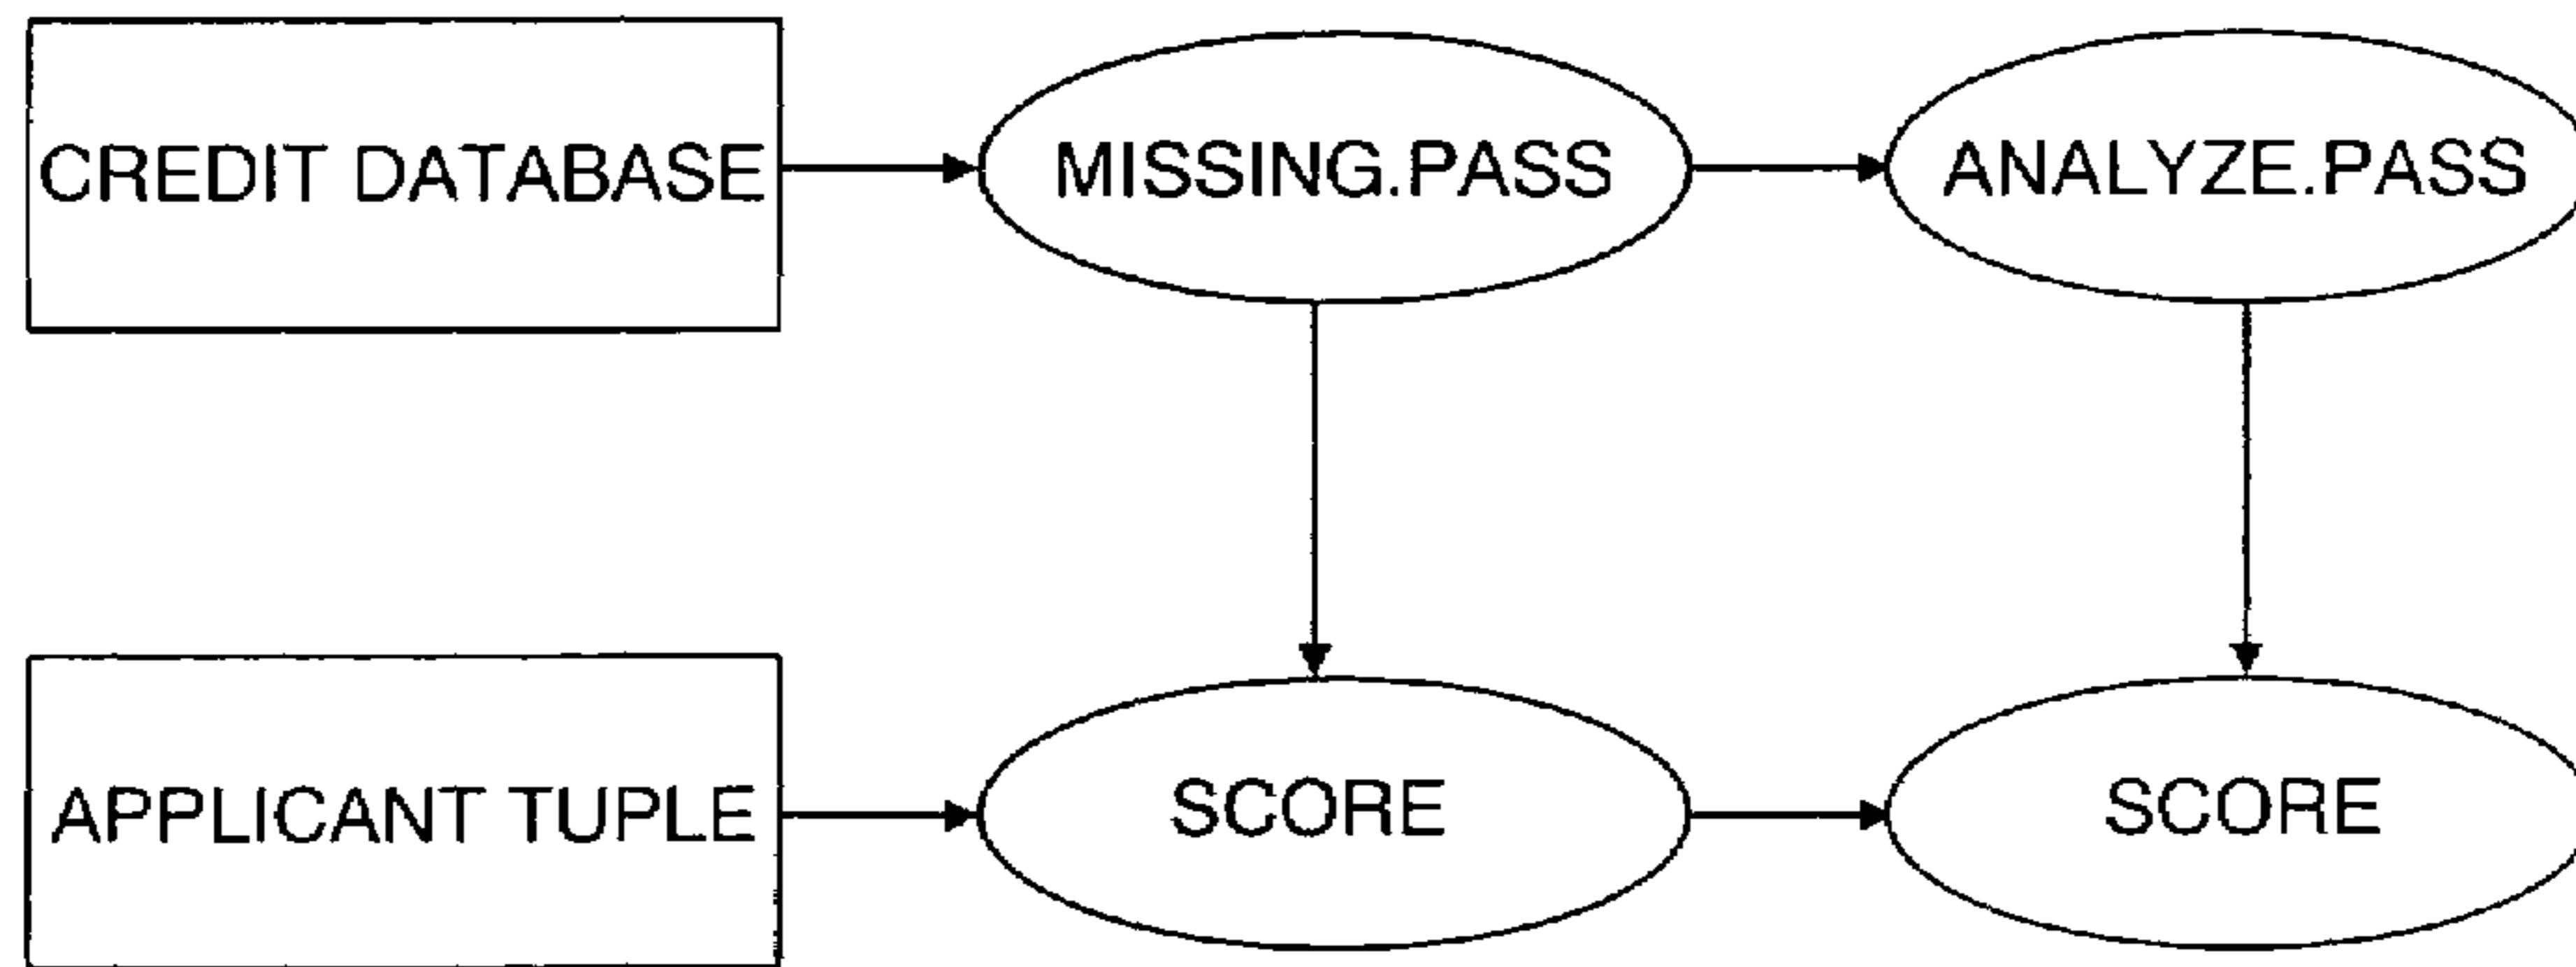 CREDIT DATABASE
MISSING.PASS
ANALYZE.PASS
APPLICANT TUPLE
SCORE
SCORE